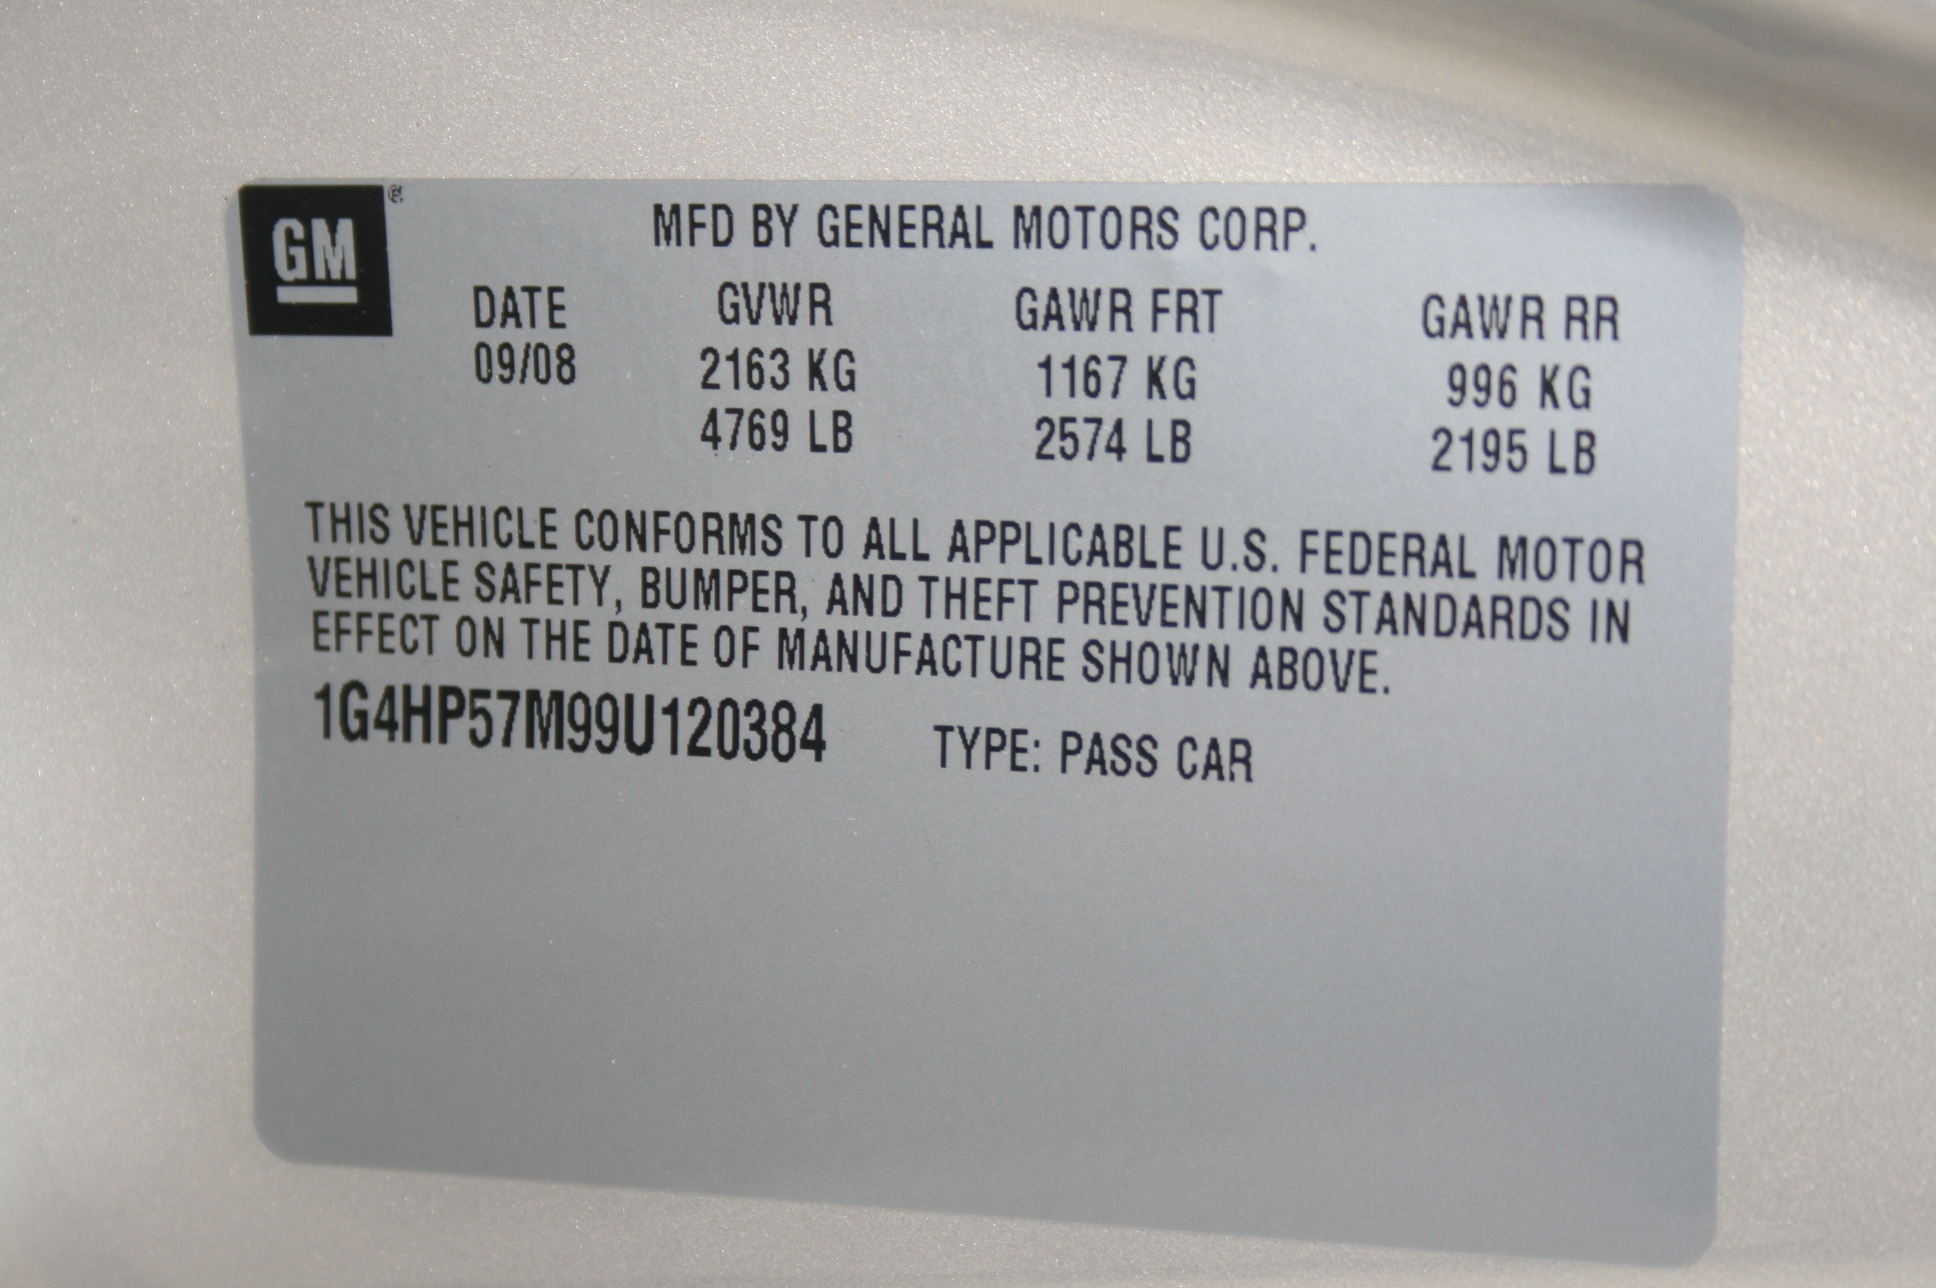 GM ®
MFD BY GENERAL MOTORS CORP.
DATE GVWR GAWR FRT GAWR RR
09/08 2163 KG 1167 KG 996 KG
4769 LB 2574 LB 2195 LB
THIS VEHICLE CONFORMS TO ALL APPLICABLE U.S. FEDERAL MOTOR
VEHICLE SAFETY, BUMPER, AND THEFT PREVENTION STANDARDS IN
EFFECT ON THE DATE OF MANUFACTURE SHOWN ABOVE.
1G4HP57M99U120384 TYPE: PASS CAR